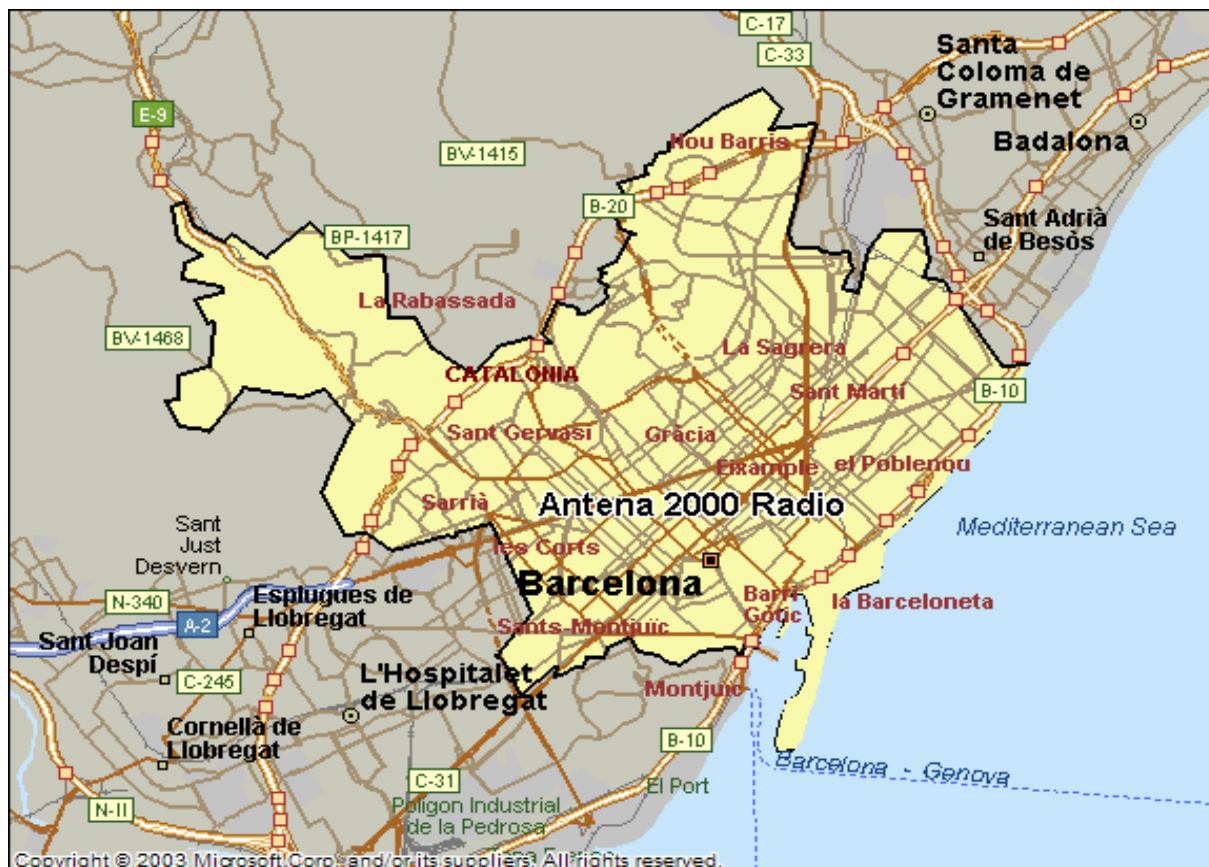 C-17
C-33
Santa
Coloma de
Gramenet
E-9
Badalona
Nou Barris
BV-1415
B-20
Sant Adrià
de Besòs
BP-1417
La Rabassada
BV-1468
La Sagrera
CATALONIA
Sant Martí
B-10
Sant Gervasi
Gràcia
Eixample
el Poblenou
Sarrià
Antena 2000 Radio
Mediterranean Sea
Sant
Just
Desvern
les Corts
Barcelona
N-340
Esplugues de
Llobregat
Barri
Gòtic
la Barceloneta
A-2
Sants-Montjuïc
Sant Joan
Despí
C-245
L'Hospitalet
de Llobregat
Montjuïc
Cornellà de
Llobregat
B-10
Barcelona - Genova
C-31
El Port
N-II
Poligon Industrial
de la Pedrosa
Copyright © 2003 Microsoft Corp. and/or its suppliers. All rights reserved.